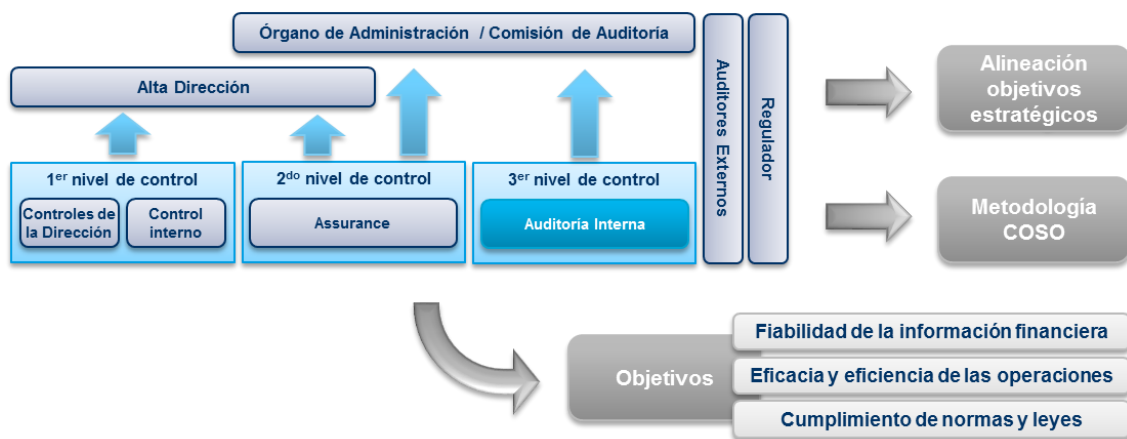 Órgano de Administración / Comisión de Auditoría
Alta Dirección
1er nivel de control
Controles de
la Dirección
Control
interno
2do nivel de control
Assurance
3er nivel de control
Auditoría Interna
Auditores Externos
Regulador
Alineación
objetivos
estratégicos
Metodología
COSO
Objetivos
Fiabilidad de la información financiera
Eficacia y eficiencia de las operaciones
Cumplimiento de normas y leyes